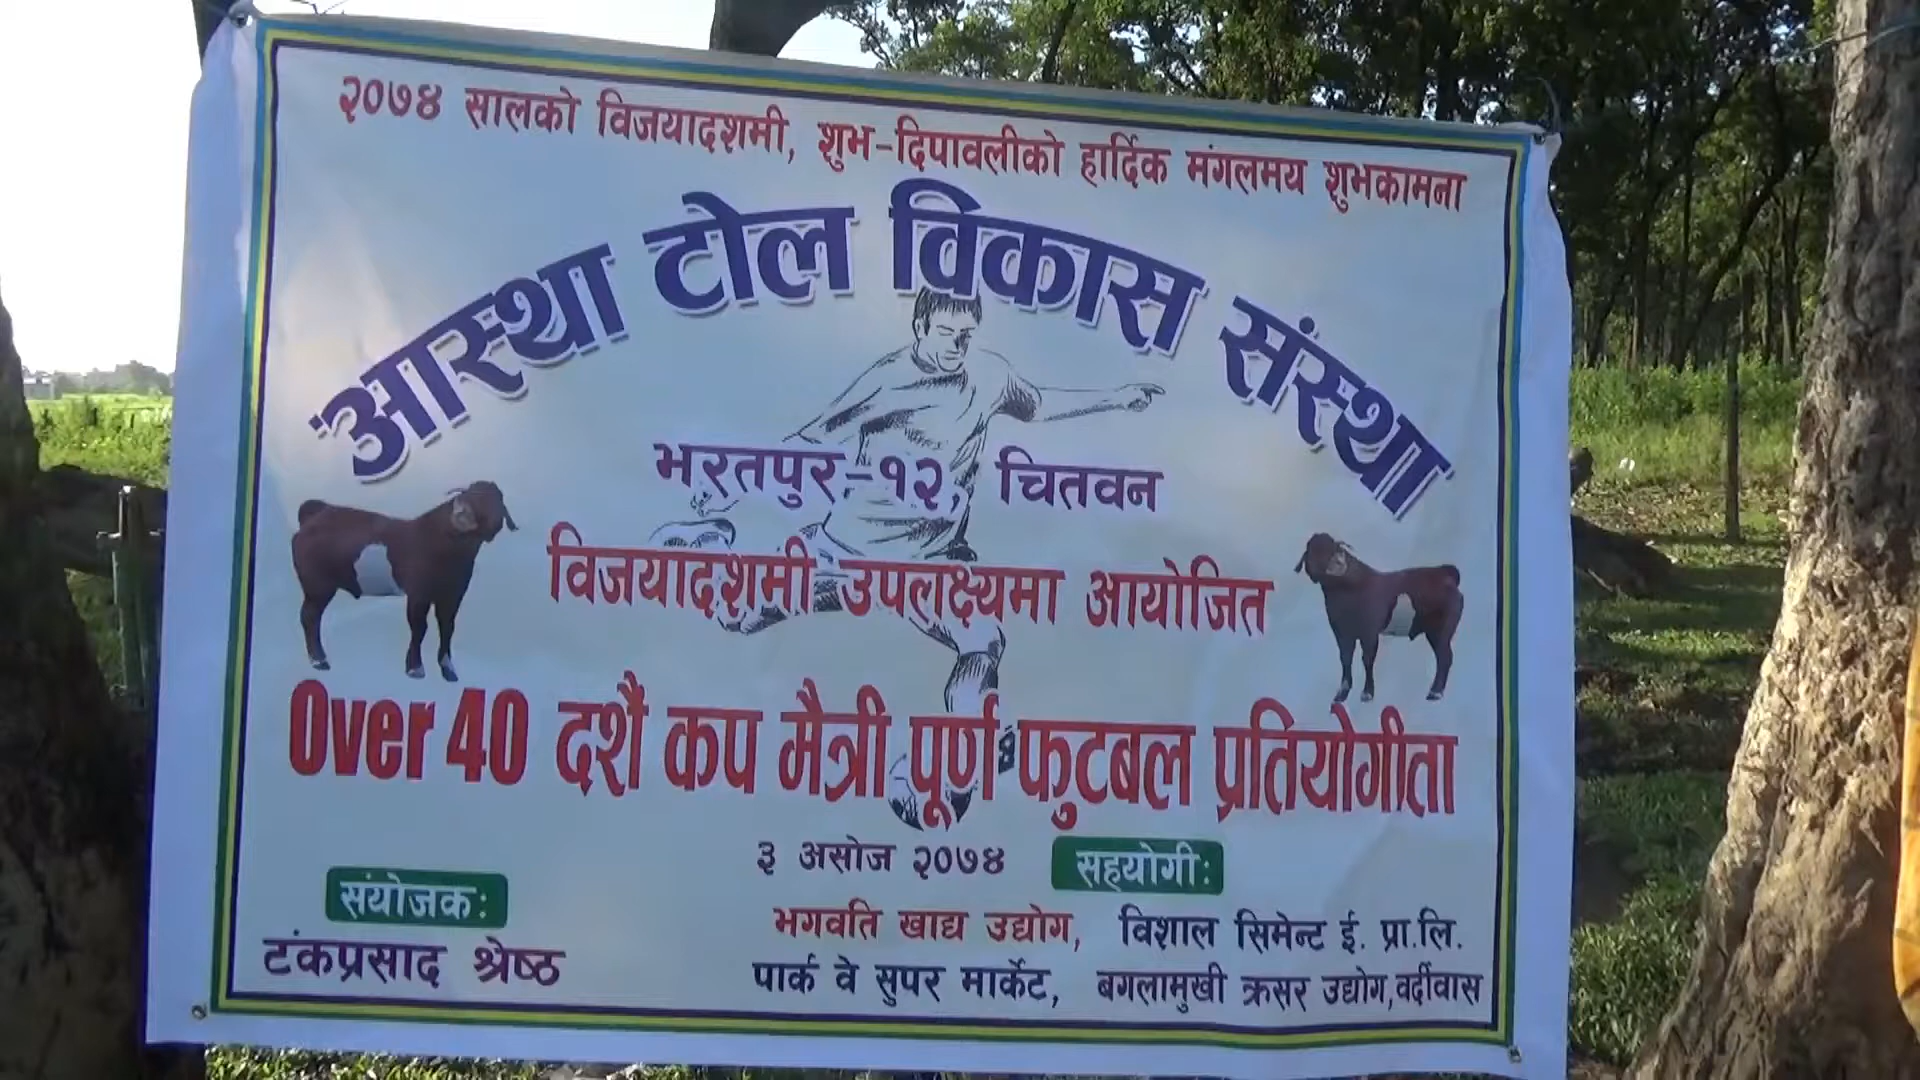 २०७४ सालको विजयादशमी, शुभ-दिपावलीको हार्दिक मंगलमय शुभकामना
आस्था टोल विकास संस्था
भरतपुर-१२, चितवन
विजयादशमी उपलक्ष्यमा आयोजित
Over 40 दशैं कप मैत्री पूर्ण फुटबल प्रतियोगीता
३ असोज २०७४
संयोजक:
टंकप्रसाद श्रेष्ठ
सहयोगी:
भगवति खाद्य उद्योग, विशाल सिमेन्ट ई. प्रा.लि.
पार्क वे सुपर मार्केट, बगलामुखी क्रसर उद्योग,वर्दीवास